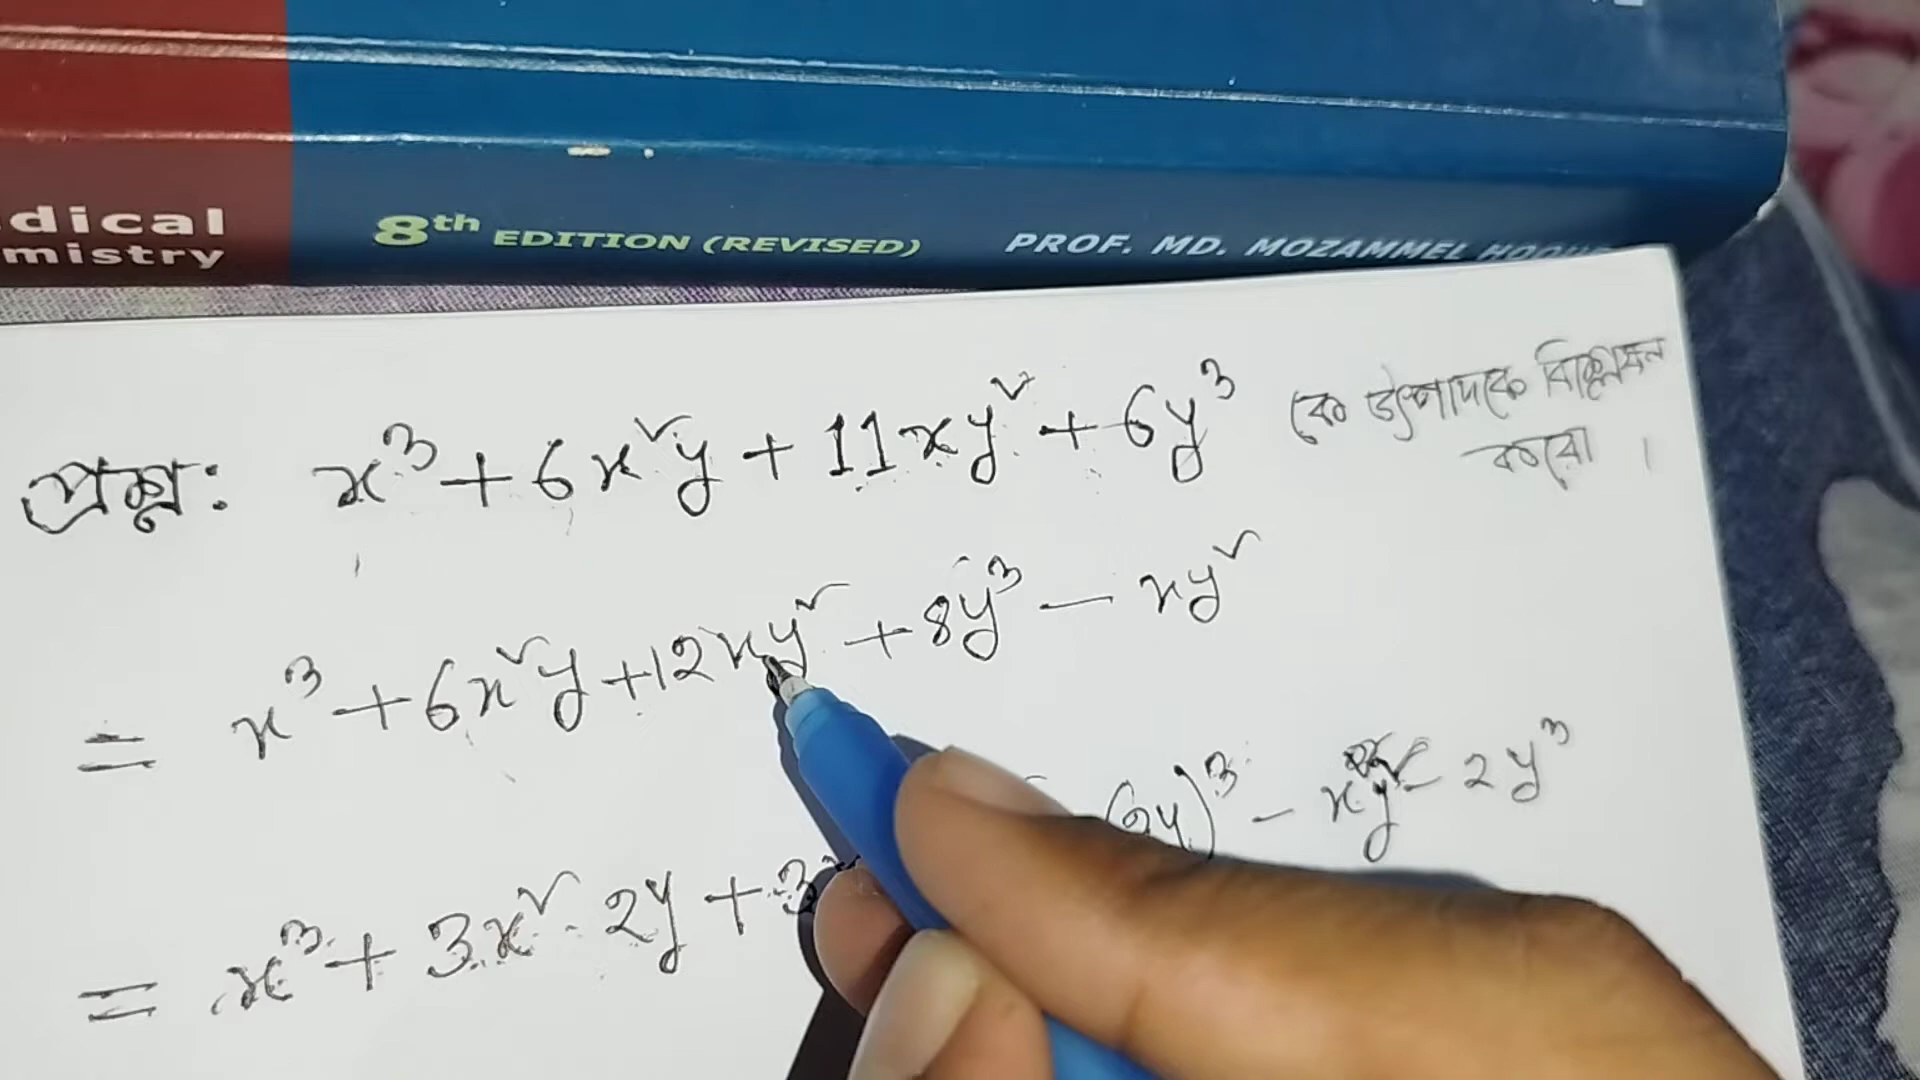 dical
mistry
8th EDITION (REVISED) PROF. MD. MOZAMMEL
প্রশ্ন: x³ + 6x²y + 11xy² + 6y³ কে উৎপাদকে বিশ্লেষন
করো ।
= x³ + 6x²y + 12xy² + 8y³ - xy²
(2y)³ - xy² - 2y³
= x³ + 3x² . 2y + 3